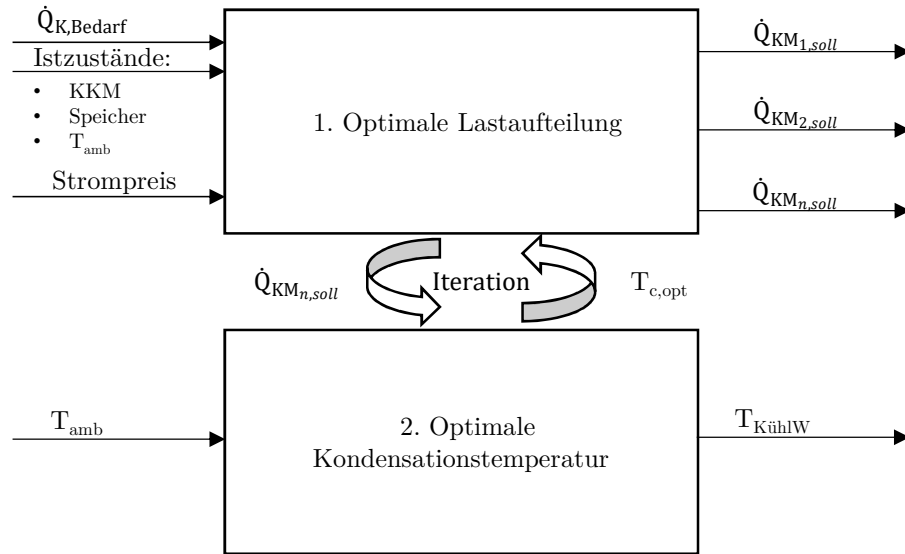 Q̇K,Bedarf
Istzustände:
• KKM
• Speicher
• Tamb
Strompreis
1. Optimale Lastaufteilung
Q̇KM1,soll
Q̇KM2,soll
Q̇KMn,soll
Q̇KMn,soll
Iteration
Tc,opt
Tamb
2. Optimale
Kondensationstemperatur
TKühlW